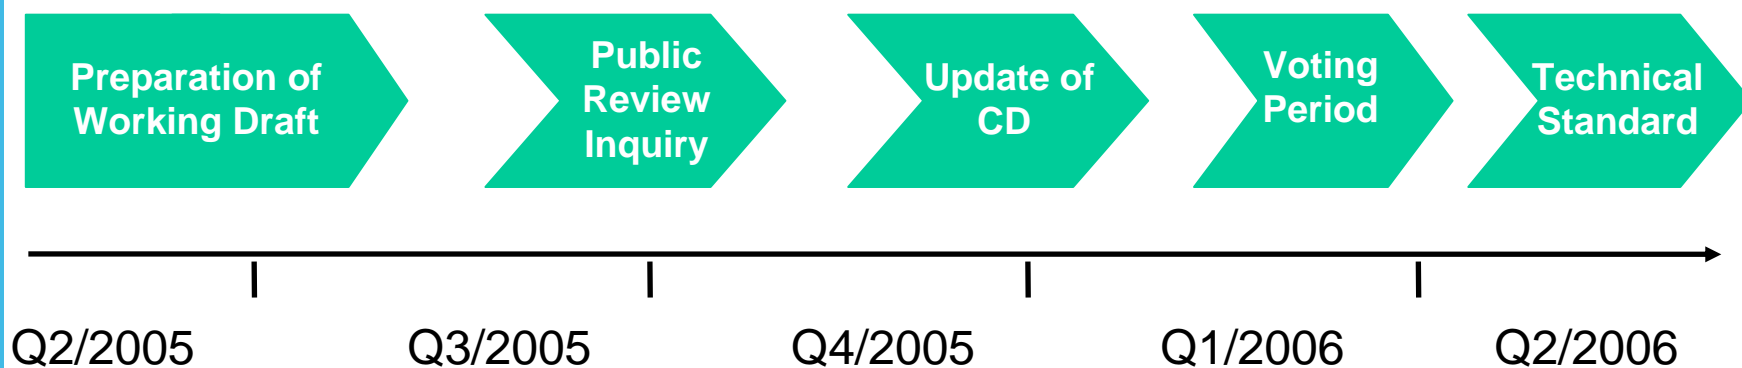 Preparation of
Working Draft
Public
Review
Inquiry
Update of
CD
Voting
Period
Technical
Standard
Q2/2005
Q3/2005
Q4/2005
Q1/2006
Q2/2006